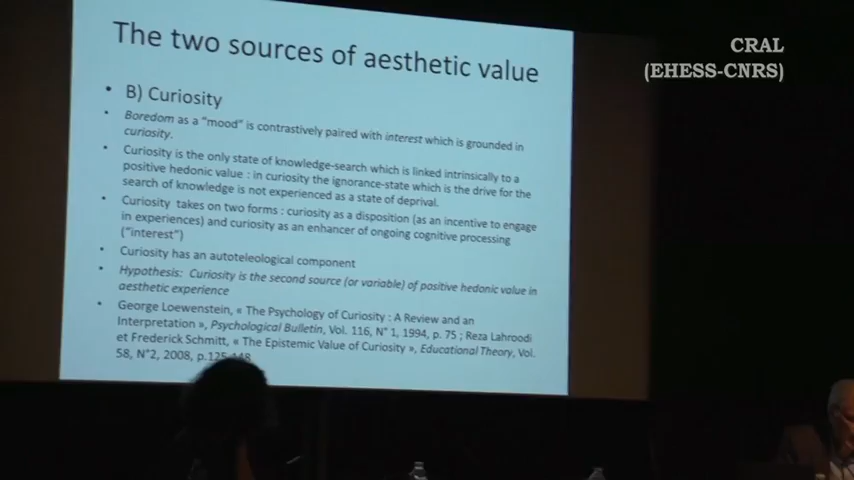 The two sources of aesthetic value
CRAL
(EHESS-CNRS)
• B) Curiosity
• Boredom as a "mood" is contrastively paired with interest which is grounded in
curiosity.
• Curiosity is the only state of knowledge-search which is linked intrinsically to a
positive hedonic value : in curiosity the ignorance-state which is the drive for the
search of knowledge is not experienced as a state of deprival.
• Curiosity takes on two forms : curiosity as a disposition (as an incentive to engage
in experiences) and curiosity as an enhancer of ongoing cognitive processing
("interest")
• Curiosity has an autoteleological component
• Hypothesis: Curiosity is the second source (or variable) of positive hedonic value in
aesthetic experience
• George Loewenstein, « The Psychology of Curiosity : A Review and an
Interpretation », Psychological Bulletin, Vol. 116, N° 1, 1994, p. 75 ; Reza Lahroodi
et Frederick Schmitt, « The Epistemic Value of Curiosity », Educational Theory, Vol.
58, N°2, 2008, p.125-148